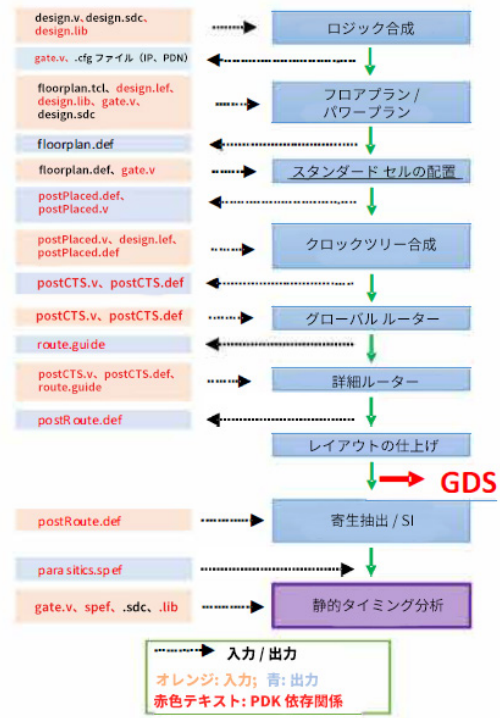 design.v、design.sdc、
design.lib
ロジック合成
gate.v、.cfg ファイル（IP、PDN）
floorplan.tcl、design.lef、
design.lib、gate.v、
design.sdc
フロアプラン /
パワープラン
floorplan.def
floorplan.def、gate.v
スタンダード セルの配置
postPlaced.def、
postPlaced.v
postPlaced.v、design.lef、
postPlaced.def
クロックツリー合成
postCTS.v、postCTS.def
postCTS.v、postCTS.def
グローバル ルーター
route.guide
postCTS.v、postCTS.def、
route.guide
詳細ルーター
postRoute.def
レイアウトの仕上げ
GDS
postRoute.def
寄生抽出 / SI
parasitics.spef
gate.v、spef、.sdc、.lib
静的タイミング分析
入力 / 出力
オレンジ: 入力; 青: 出力
赤色テキスト: PDK 依存関係